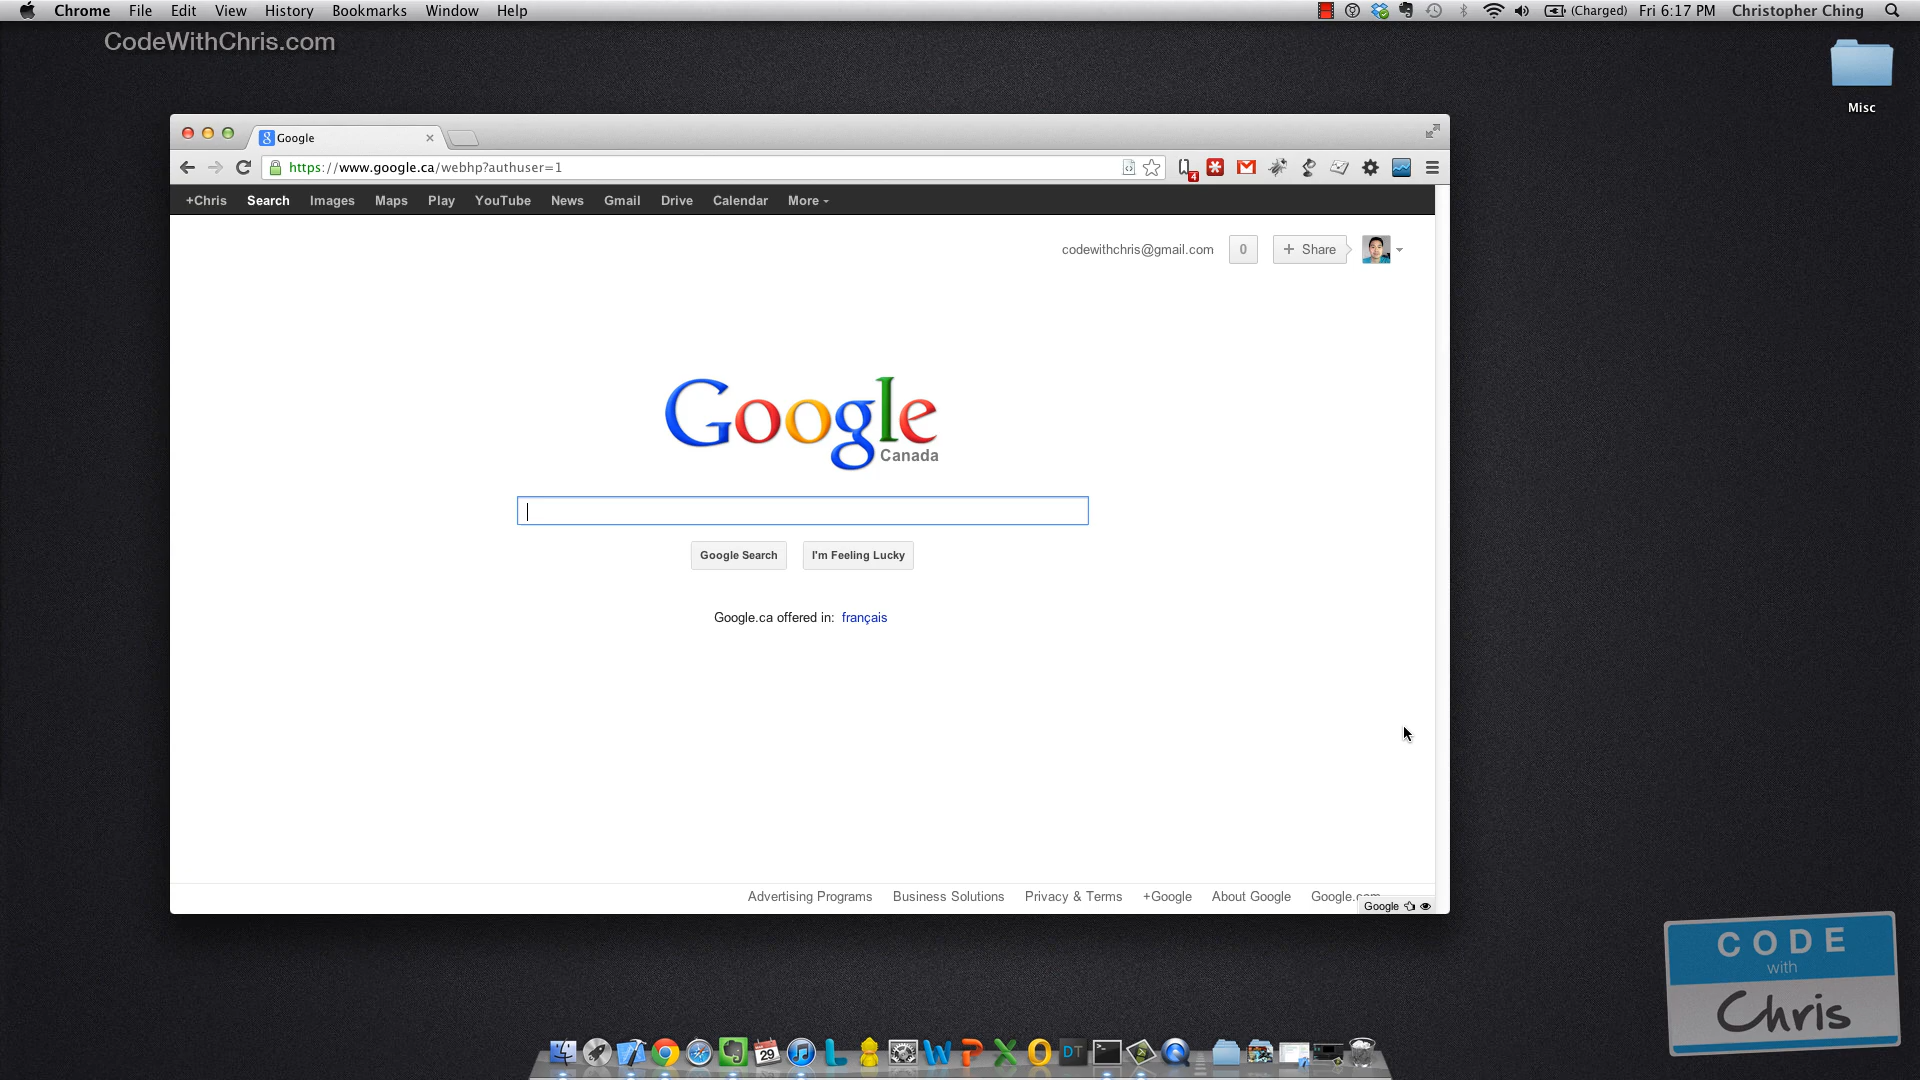 Chrome File Edit View History Bookmarks Window Help (Charged) Fri 6:17 PM Christopher Ching
CodeWithChris.com
Misc
Google
https://www.google.ca/webhp?authuser=1
4
+Chris Search Images Maps Play YouTube News Gmail Drive Calendar More
codewithchris@gmail.com 0 + Share
Google
Canada
Google Search I'm Feeling Lucky
Google.ca offered in: français
Advertising Programs Business Solutions Privacy & Terms +Google About Google
Google
CODE
with
Chris
29
DT